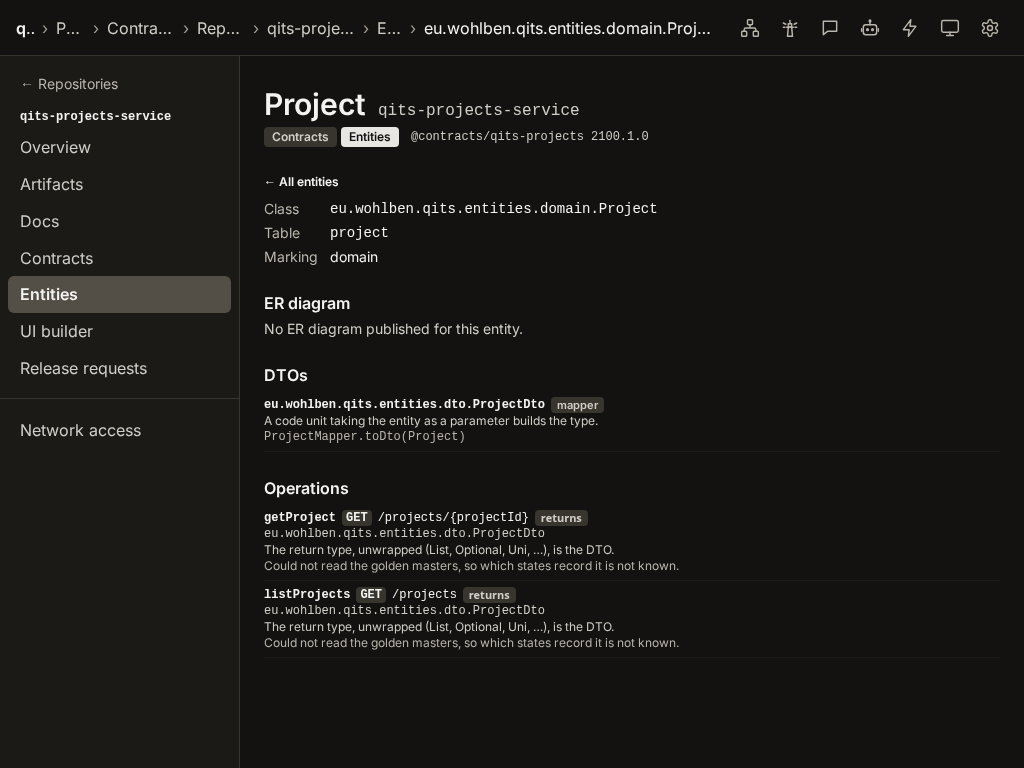 q.. › P... › Contra... › Rep... › qits-proje... › E... › eu.wohlben.qits.entities.domain.Proj...
← Repositories
qits-projects-service
Overview
Artifacts
Docs
Contracts
Entities
UI builder
Release requests
Network access
Project qits-projects-service
Contracts Entities @contracts/qits-projects 2100.1.0
← All entities
Class eu.wohlben.qits.entities.domain.Project
Table project
Marking domain
ER diagram
No ER diagram published for this entity.
DTOs
eu.wohlben.qits.entities.dto.ProjectDto mapper
A code unit taking the entity as a parameter builds the type.
ProjectMapper.toDto(Project)
Operations
getProject GET /projects/{projectId} returns
eu.wohlben.qits.entities.dto.ProjectDto
The return type, unwrapped (List, Optional, Uni, …), is the DTO.
Could not read the golden masters, so which states record it is not known.
listProjects GET /projects returns
eu.wohlben.qits.entities.dto.ProjectDto
The return type, unwrapped (List, Optional, Uni, …), is the DTO.
Could not read the golden masters, so which states record it is not known.